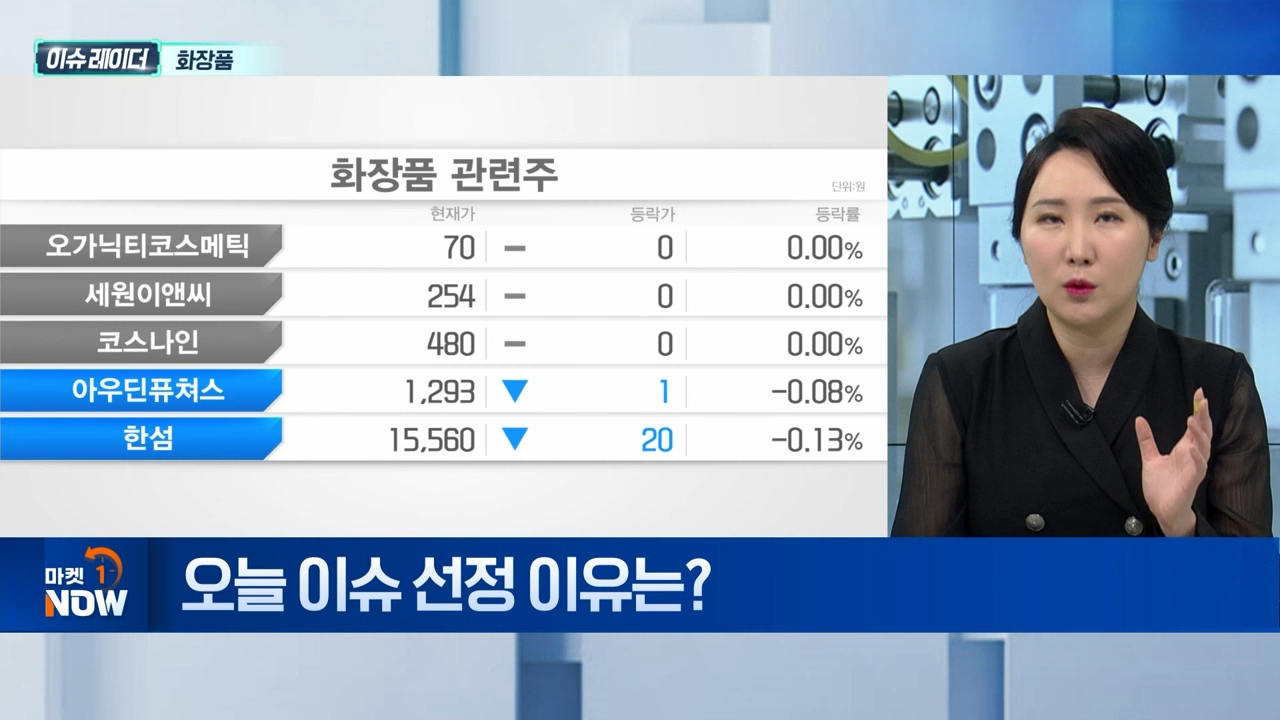 이슈레이더 화장품
화장품 관련주
단위:원
현재가 등락가 등락률
오가닉티코스메틱 70 – 0 0.00%
세원이앤씨 254 – 0 0.00%
코스나인 480 – 0 0.00%
아우딘퓨쳐스 1,293 ▼ 1 -0.08%
한섬 15,560 ▼ 20 -0.13%
마켓 1
NOW
오늘 이슈 선정 이유는?